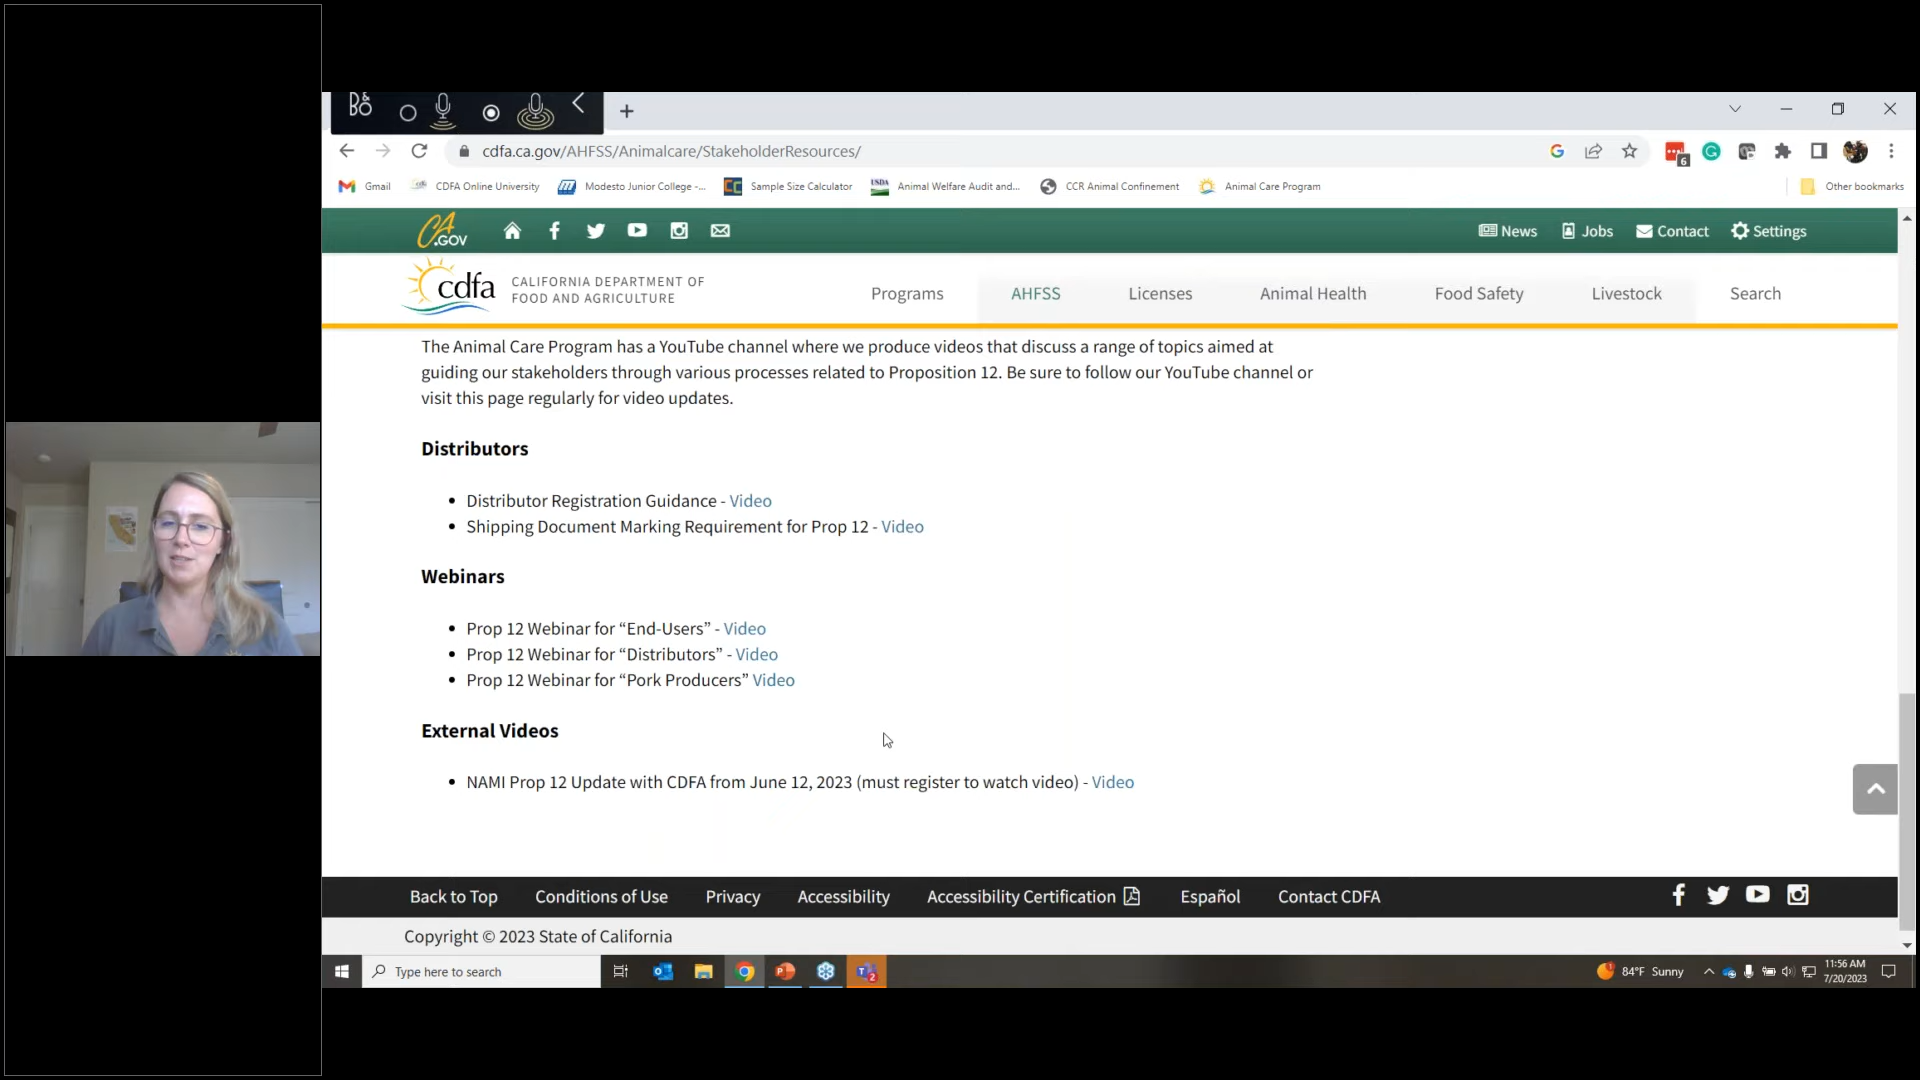 B&O
cdfa.ca.gov/AHFSS/Animalcare/StakeholderResources/
6
Gmail
CDFA Online University
Modesto Junior College -...
Sample Size Calculator
USDA
Animal Welfare Audit and...
CCR Animal Confinement
Animal Care Program
Other bookmarks
CA
.GOV
News
Jobs
Contact
Settings
cdfa
CALIFORNIA DEPARTMENT OF
FOOD AND AGRICULTURE
Programs
AHFSS
Licenses
Animal Health
Food Safety
Livestock
Search
The Animal Care Program has a YouTube channel where we produce videos that discuss a range of topics aimed at
guiding our stakeholders through various processes related to Proposition 12. Be sure to follow our YouTube channel or
visit this page regularly for video updates.
Distributors
• Distributor Registration Guidance - Video
• Shipping Document Marking Requirement for Prop 12 - Video
Webinars
• Prop 12 Webinar for “End-Users” - Video
• Prop 12 Webinar for “Distributors” - Video
• Prop 12 Webinar for “Pork Producers” Video
External Videos
• NAMI Prop 12 Update with CDFA from June 12, 2023 (must register to watch video) - Video
Back to Top
Conditions of Use
Privacy
Accessibility
Accessibility Certification
Español
Contact CDFA
Copyright © 2023 State of California
Type here to search
84°F Sunny
11:56 AM
7/20/2023